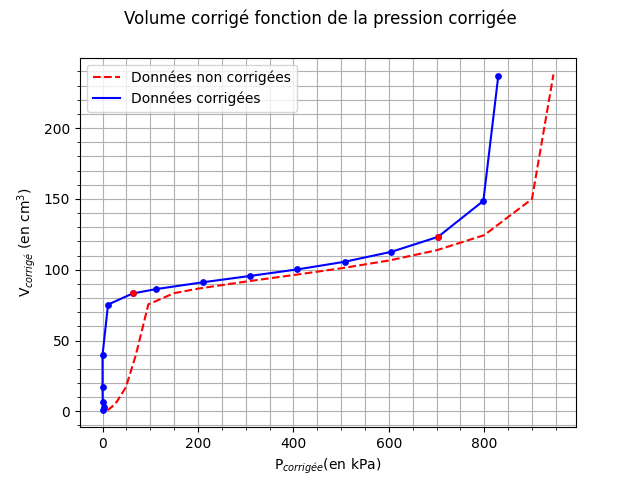 Volume corrigé fonction de la pression corrigée
Données non corrigées
Données corrigées
200
150
100
50
0
V_corrigé (en cm³)
0 200 400 600 800
P_corrigée(en kPa)